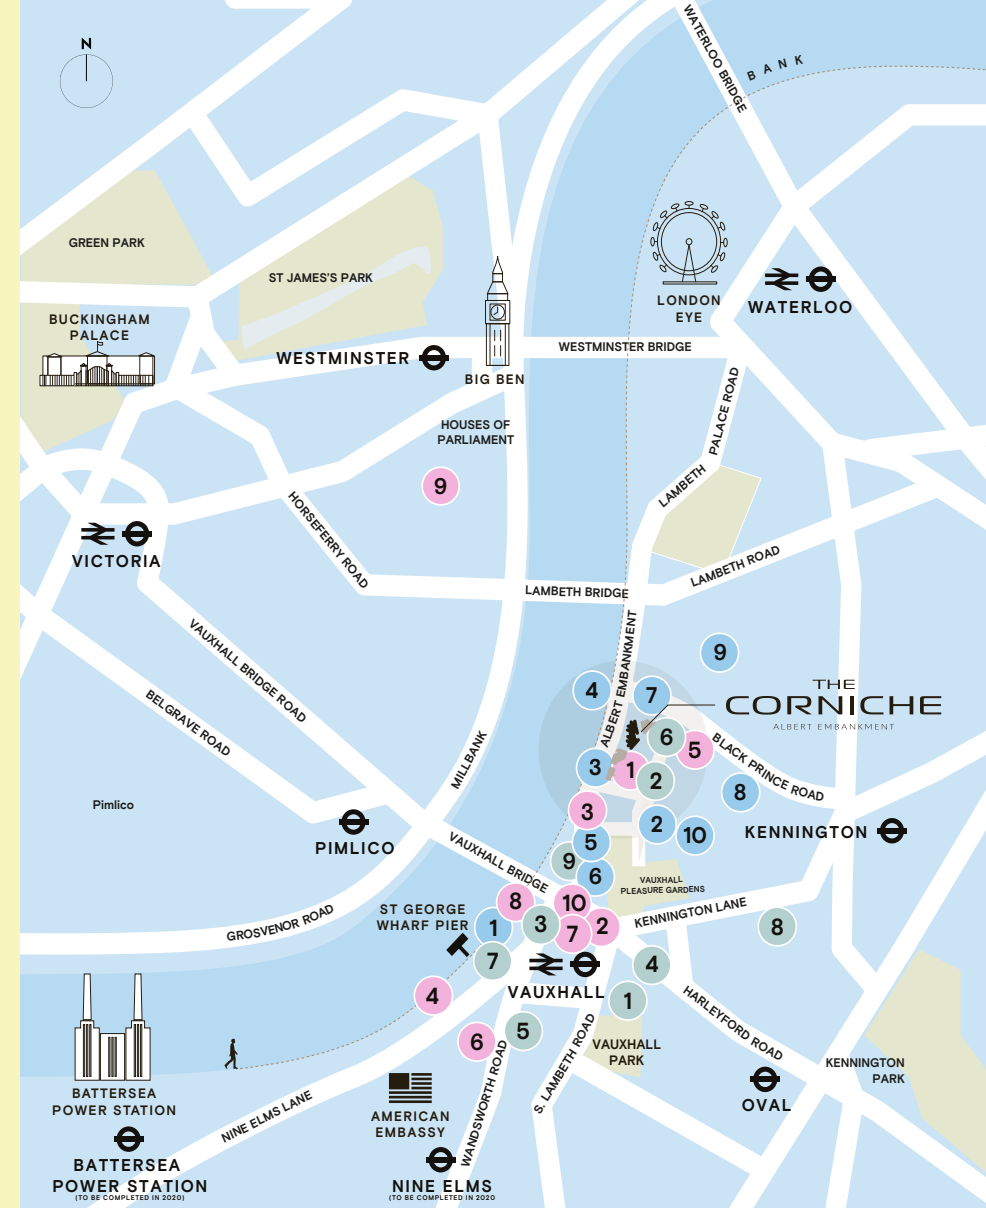 N
WATERLOO BRIDGE
BANK
GREEN PARK
ST JAMES'S PARK
LONDON
EYE
WATERLOO
BUCKINGHAM
PALACE
WESTMINSTER
WESTMINSTER BRIDGE
BIG BEN
LAMBETH PALACE ROAD
HOUSES OF
PARLIAMENT
9
HORSEFERRY ROAD
VICTORIA
LAMBETH BRIDGE
LAMBETH ROAD
VAUXHALL BRIDGE ROAD
BELGRAVE ROAD
ALBERT EMBANKMENT
9
4
7
THE
CORNICHE
ALBERT EMBANKMENT
6
5
BLACK PRINCE ROAD
MILLBANK
3
1
2
8
Pimlico
PIMLICO
3
2
10
KENNINGTON
5
9
6
VAUXHALL BRIDGE
VAUXHALL
PLEASURE GARDENS
GROSVENOR ROAD
ST GEORGE
WHARF PIER
8
10
1
3
7
2
KENNINGTON LANE
8
7
4
VAUXHALL
4
1
HARLEYFORD ROAD
6
5
VAUXHALL
PARK
KENNINGTON
PARK
OVAL
S. LAMBETH ROAD
WANDSWORTH ROAD
NINE ELMS LANE
BATTERSEA
POWER STATION
AMERICAN
EMBASSY
BATTERSEA
POWER STATION
(TO BE COMPLETED IN 2020)
NINE ELMS
(TO BE COMPLETED IN 2020